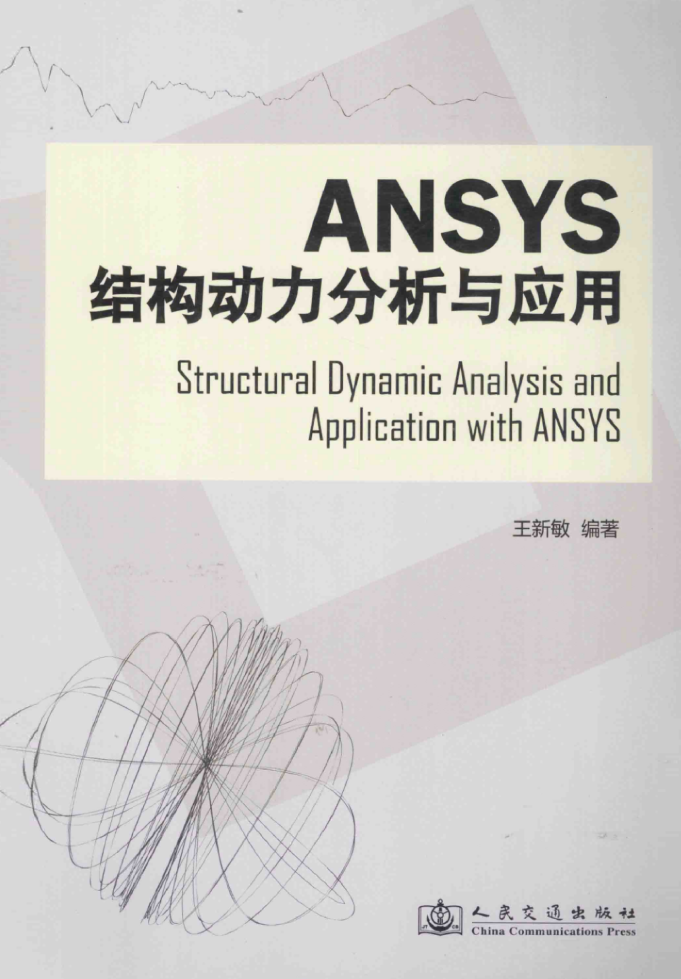 ANSYS
结构动力分析与应用
Structural Dynamic Analysis and
Application with ANSYS
王新敏 编著
人民交通出版社
China Communications Press